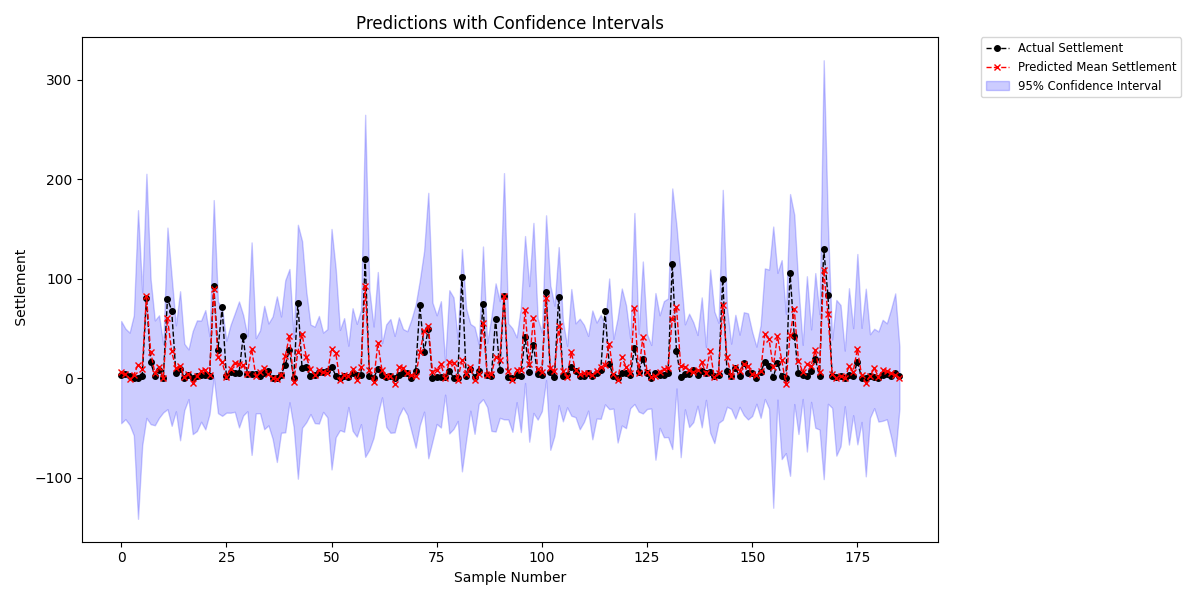 Predictions with Confidence Intervals
Actual Settlement
Predicted Mean Settlement
95% Confidence Interval
Settlement
300
200
100
0
−100
0 25 50 75 100 125 150 175
Sample Number